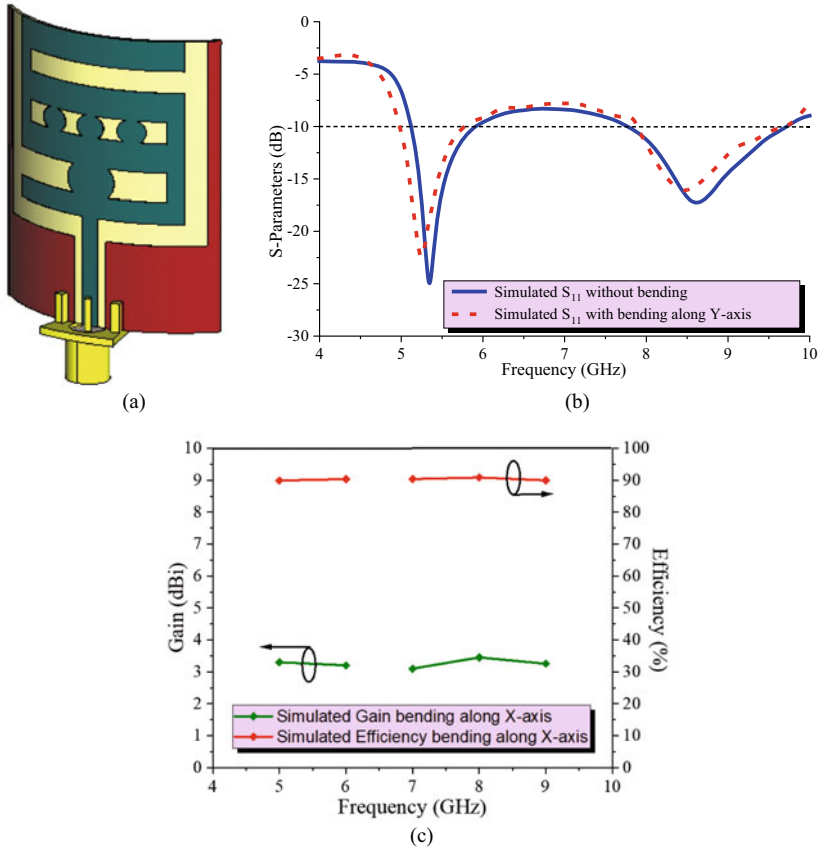 (a)
0
-5
-10
-15
-20
-25
-30
S-Parameters (dB)
Simulated S11 without bending
Simulated S11 with bending along Y-axis
4 5 6 7 8 9 10
Frequency (GHz)
(b)
10
9
8
7
6
5
4
3
2
1
0
Gain (dBi)
100
90
80
70
60
50
40
30
20
10
0
Efficiency (%)
Simulated Gain bending along X-axis
Simulated Efficiency bending along X-axis
4 5 6 7 8 9 10
Frequency (GHz)
(c)